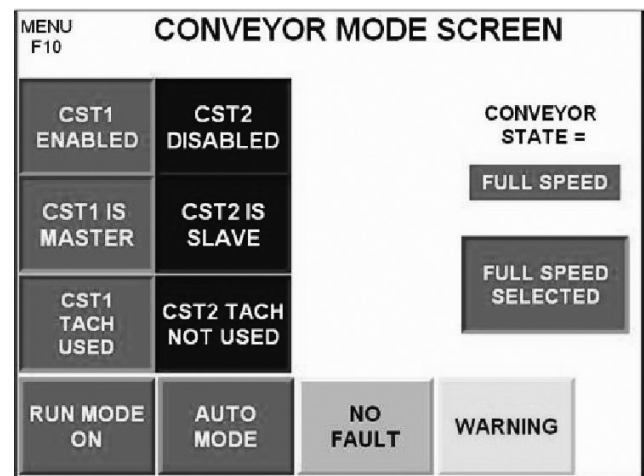 MENU
F10
CONVEYOR MODE SCREEN
CST1
ENABLED
CST2
DISABLED
CONVEYOR
STATE =
FULL SPEED
CST1 IS
MASTER
CST2 IS
SLAVE
FULL SPEED
SELECTED
CST1
TACH
USED
CST2 TACH
NOT USED
RUN MODE
ON
AUTO
MODE
NO
FAULT
WARNING